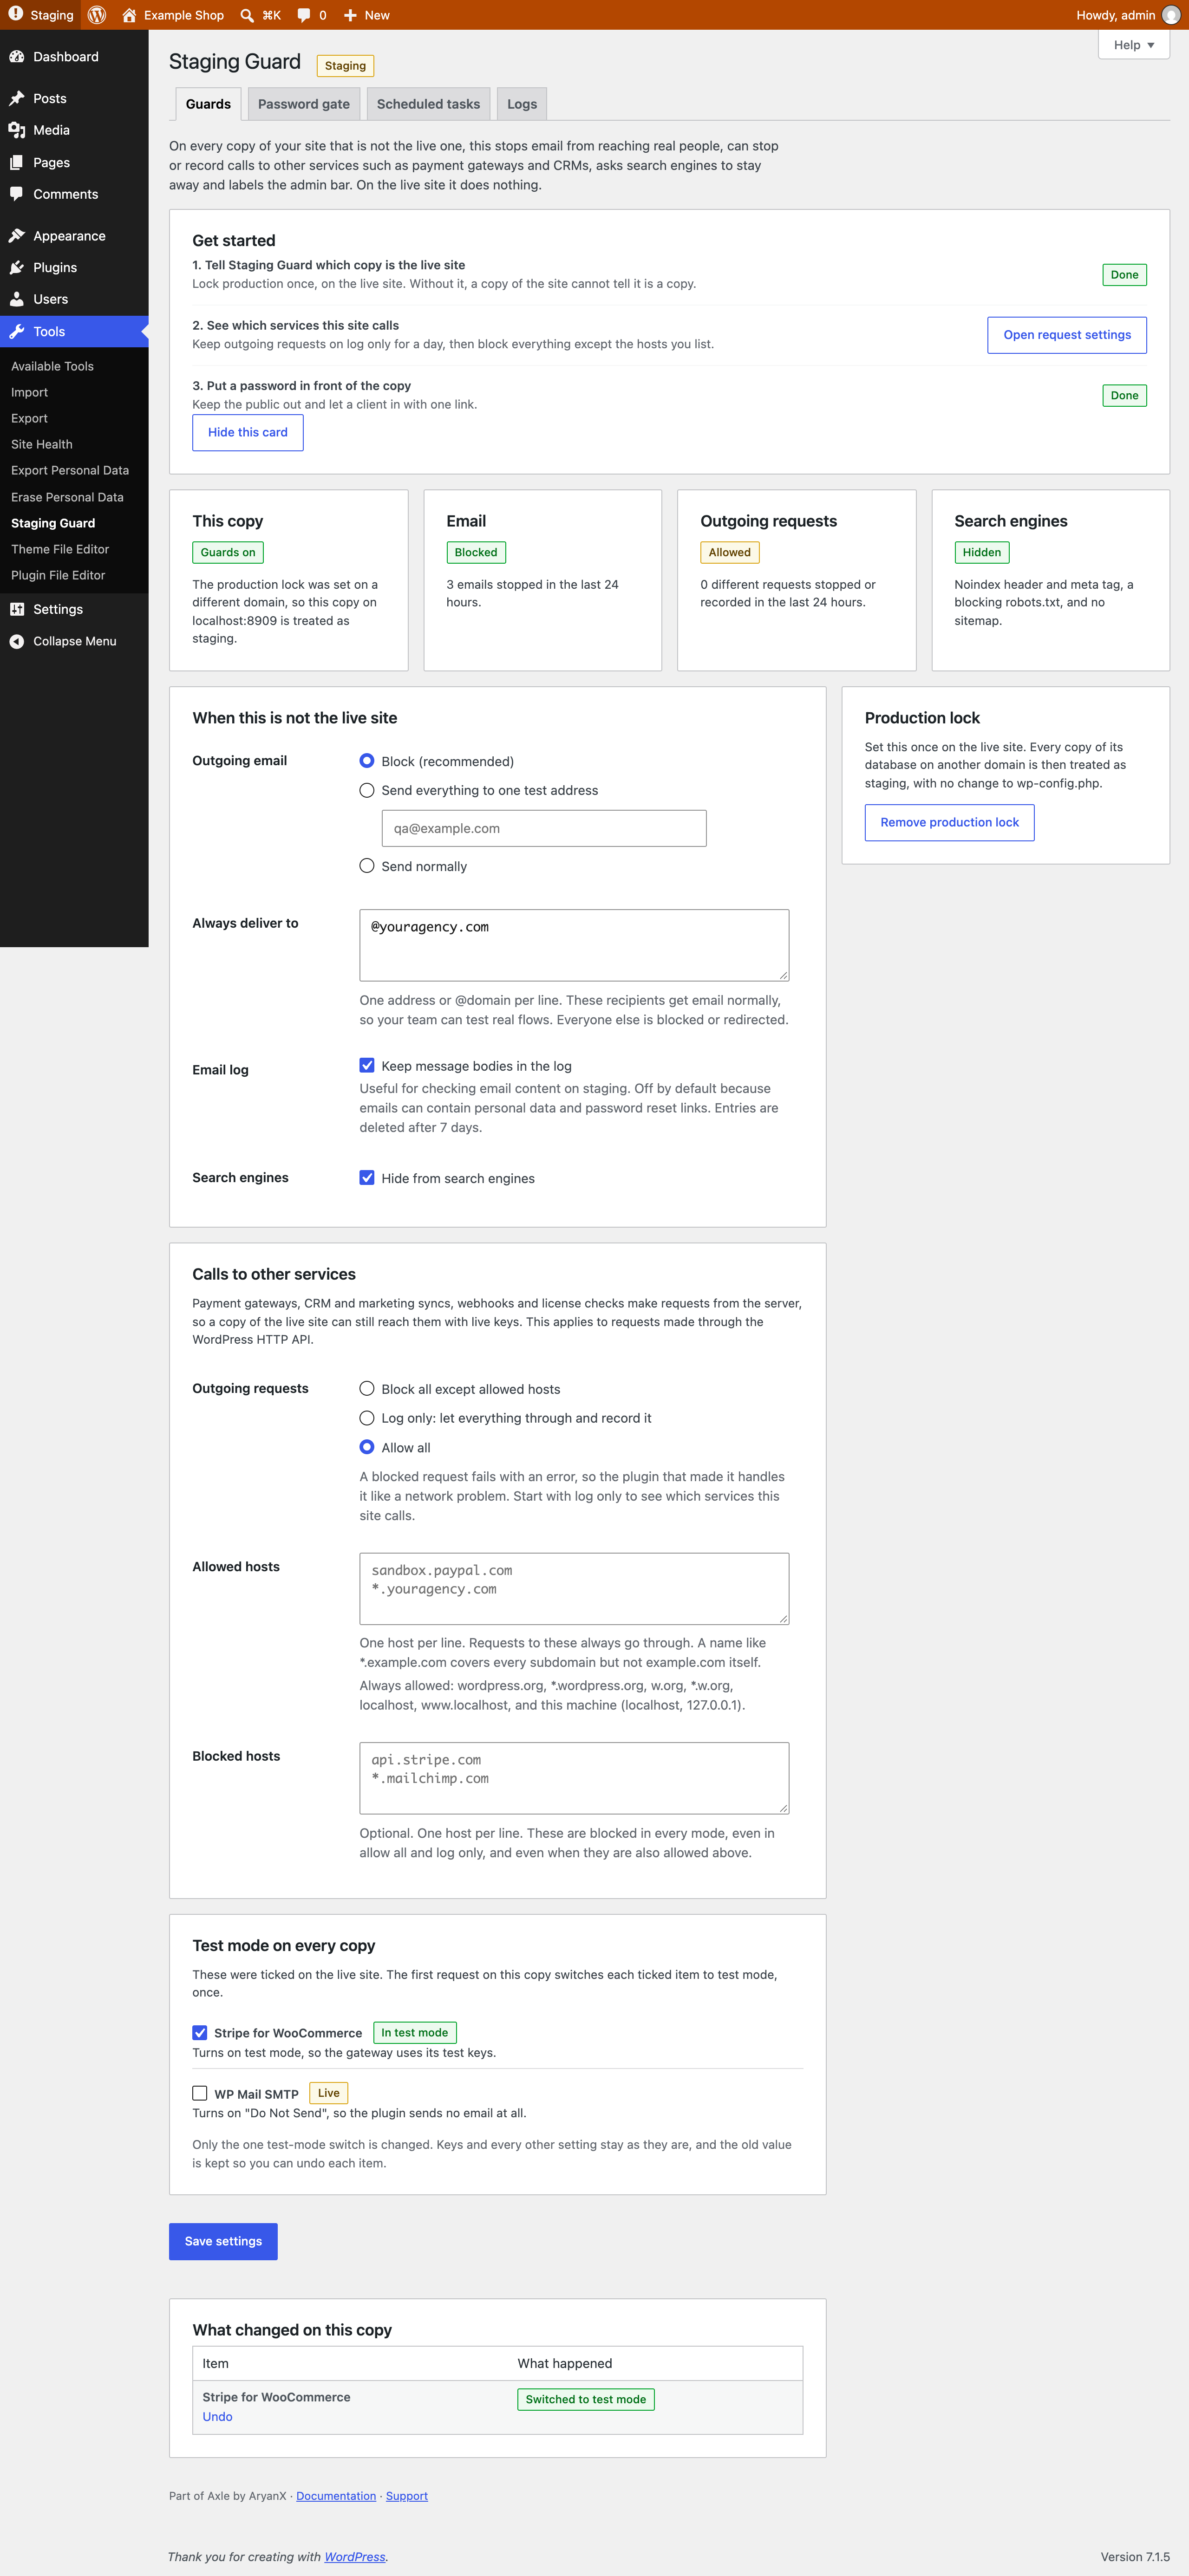 Staging
Example Shop
⌘K
0
New
Howdy, admin
Dashboard
Posts
Media
Pages
Comments
Appearance
Plugins
Users
Tools
Available Tools
Import
Export
Site Health
Export Personal Data
Erase Personal Data
Staging Guard
Theme File Editor
Plugin File Editor
Settings
Collapse Menu
Help
Staging Guard
Staging
Guards
Password gate
Scheduled tasks
Logs
On every copy of your site that is not the live one, this stops email from reaching real people, can stop
or record calls to other services such as payment gateways and CRMs, asks search engines to stay
away and labels the admin bar. On the live site it does nothing.
Get started
1. Tell Staging Guard which copy is the live site
Lock production once, on the live site. Without it, a copy of the site cannot tell it is a copy.
Done
2. See which services this site calls
Keep outgoing requests on log only for a day, then block everything except the hosts you list.
Open request settings
3. Put a password in front of the copy
Keep the public out and let a client in with one link.
Done
Hide this card
This copy
Guards on
The production lock was set on a
different domain, so this copy on
localhost:8909 is treated as
staging.
Email
Blocked
3 emails stopped in the last 24
hours.
Outgoing requests
Allowed
0 different requests stopped or
recorded in the last 24 hours.
Search engines
Hidden
Noindex header and meta tag, a
blocking robots.txt, and no
sitemap.
When this is not the live site
Outgoing email
Block (recommended)
Send everything to one test address
qa@example.com
Send normally
Always deliver to
@youragency.com
One address or @domain per line. These recipients get email normally,
so your team can test real flows. Everyone else is blocked or redirected.
Email log
Keep message bodies in the log
Useful for checking email content on staging. Off by default because
emails can contain personal data and password reset links. Entries are
deleted after 7 days.
Search engines
Hide from search engines
Production lock
Set this once on the live site. Every copy of its
database on another domain is then treated as
staging, with no change to wp-config.php.
Remove production lock
Calls to other services
Payment gateways, CRM and marketing syncs, webhooks and license checks make requests from the server,
so a copy of the live site can still reach them with live keys. This applies to requests made through the
WordPress HTTP API.
Outgoing requests
Block all except allowed hosts
Log only: let everything through and record it
Allow all
A blocked request fails with an error, so the plugin that made it handles
it like a network problem. Start with log only to see which services this
site calls.
Allowed hosts
sandbox.paypal.com
*.youragency.com
One host per line. Requests to these always go through. A name like
*.example.com covers every subdomain but not example.com itself.
Always allowed: wordpress.org, *.wordpress.org, w.org, *.w.org,
localhost, www.localhost, and this machine (localhost, 127.0.0.1).
Blocked hosts
api.stripe.com
*.mailchimp.com
Optional. One host per line. These are blocked in every mode, even in
allow all and log only, and even when they are also allowed above.
Test mode on every copy
These were ticked on the live site. The first request on this copy switches each ticked item to test mode,
once.
Stripe for WooCommerce
In test mode
Turns on test mode, so the gateway uses its test keys.
WP Mail SMTP
Live
Turns on "Do Not Send", so the plugin sends no email at all.
Only the one test-mode switch is changed. Keys and every other setting stay as they are, and the old value
is kept so you can undo each item.
Save settings
What changed on this copy
Item
What happened
Stripe for WooCommerce
Switched to test mode
Undo
Part of Axle by AryanX · Documentation · Support
Thank you for creating with WordPress.
Version 7.1.5